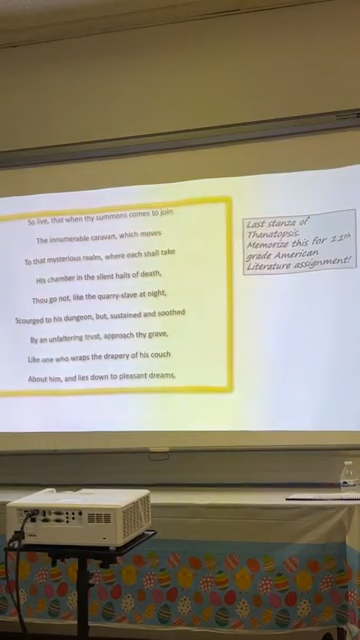 So live, that when thy summons comes to join
The innumerable caravan, which moves
To that mysterious realm, where each shall take
His chamber in the silent halls of death,
Thou go not, like the quarry-slave at night,
Scourged to his dungeon, but, sustained and soothed
By an unfaltering trust, approach thy grave,
Like one who wraps the drapery of his couch
About him, and lies down to pleasant dreams.
Last stanza of
Thanatopsis.
Memorize this for 11th
grade American
Literature assignment!